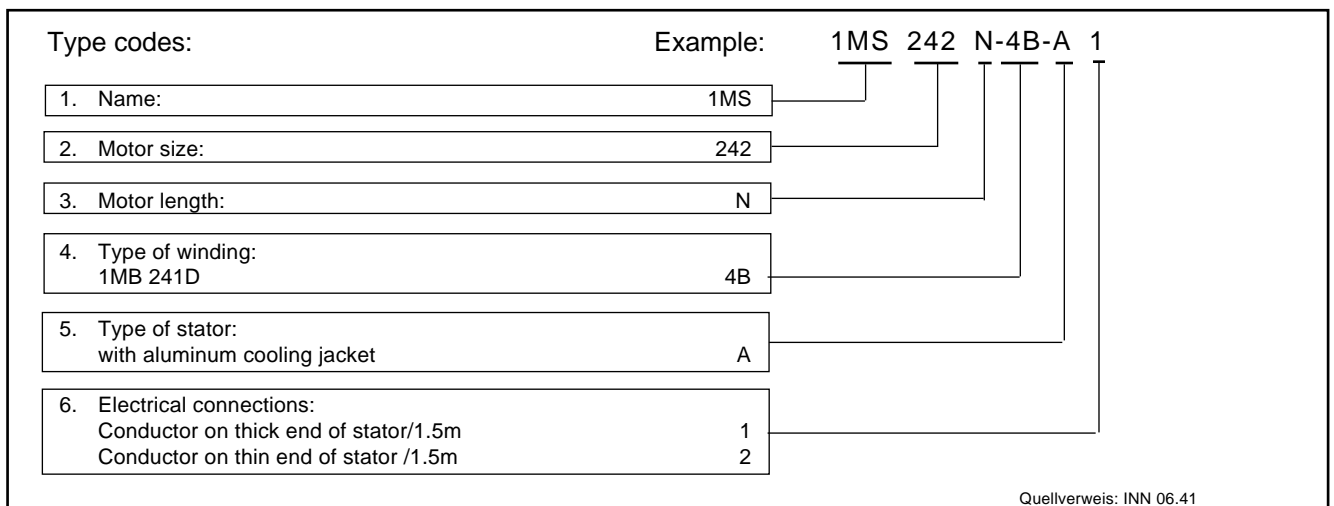 Type codes: Example: 1MS 242 N-4B-A 1
1. Name: 1MS
2. Motor size: 242
3. Motor length: N
4. Type of winding:
1MB 241D 4B
5. Type of stator:
with aluminum cooling jacket A
6. Electrical connections:
Conductor on thick end of stator/1.5m 1
Conductor on thin end of stator /1.5m 2
Quellverweis: INN 06.41